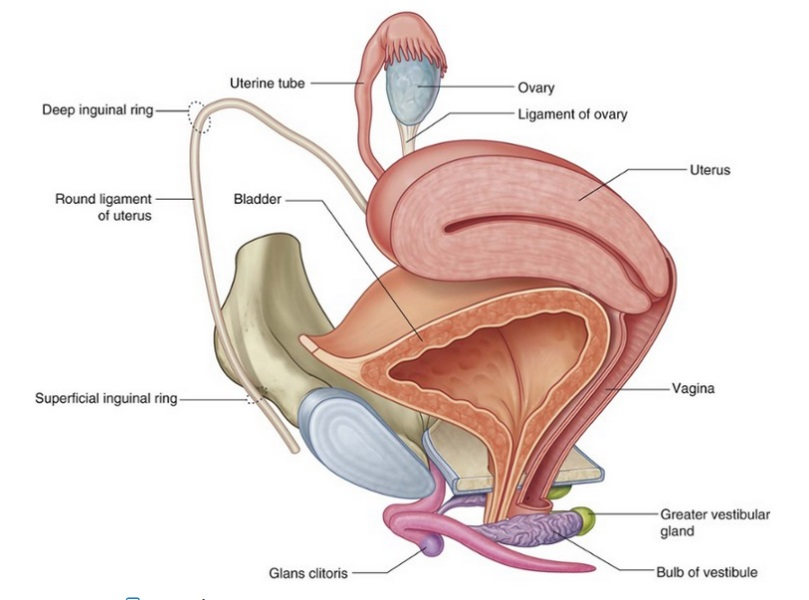 Uterine tube
Ovary
Deep inguinal ring
Ligament of ovary
Uterus
Round ligament
of uterus
Bladder
Vagina
Superficial inguinal ring
Greater vestibular
gland
Glans clitoris
Bulb of vestibule